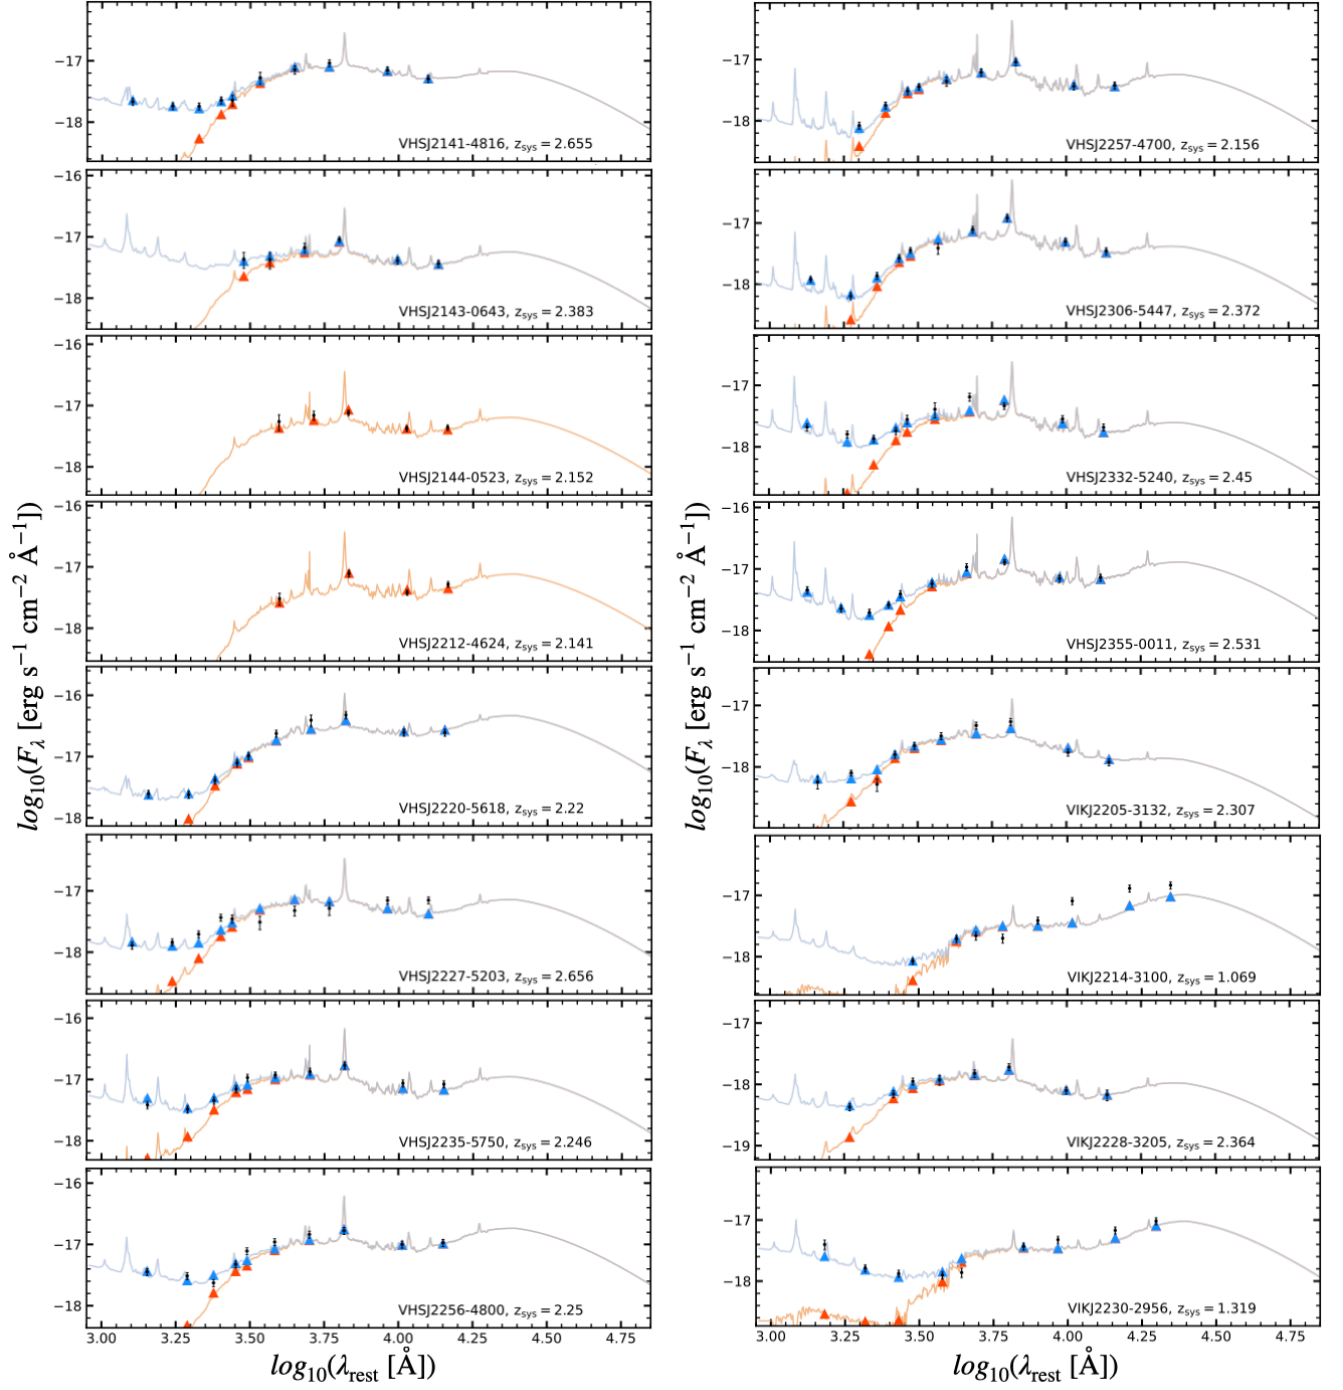 −17
−18
VHSJ2141-4816, z_sys = 2.655
−16
−17
−18
VHSJ2143-0643, z_sys = 2.383
−16
−17
−18
VHSJ2144-0523, z_sys = 2.152
−16
−17
−18
VHSJ2212-4624, z_sys = 2.141
−16
−17
−18
VHSJ2220-5618, z_sys = 2.22
−17
−18
VHSJ2227-5203, z_sys = 2.656
−16
−17
−18
VHSJ2235-5750, z_sys = 2.246
−16
−17
−18
VHSJ2256-4800, z_sys = 2.25
3.00 3.25 3.50 3.75 4.00 4.25 4.50 4.75
log₁₀(λ_rest [Å])
log₁₀(F_λ [erg s⁻¹ cm⁻² Å⁻¹])
−17
−18
VHSJ2257-4700, z_sys = 2.156
−17
−18
VHSJ2306-5447, z_sys = 2.372
−17
−18
VHSJ2332-5240, z_sys = 2.45
−16
−17
−18
VHSJ2355-0011, z_sys = 2.531
−17
−18
VIKJ2205-3132, z_sys = 2.307
−17
−18
VIKJ2214-3100, z_sys = 1.069
−17
−18
−19
VIKJ2228-3205, z_sys = 2.364
−17
−18
VIKJ2230-2956, z_sys = 1.319
3.00 3.25 3.50 3.75 4.00 4.25 4.50 4.75
log₁₀(λ_rest [Å])
log₁₀(F_λ [erg s⁻¹ cm⁻² Å⁻¹])